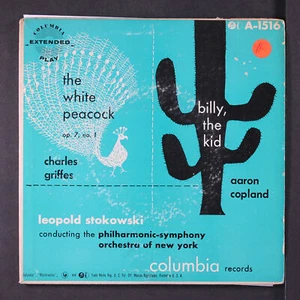 COLUMBIA
EXTENDED
PLAY
A-1516
the
white
peacock
op. 7, no. 1
charles
griffes
billy,
the
kid
aaron
copland
leopold stokowski
conducting the philharmonic-symphony
orchestra of new york
columbia records